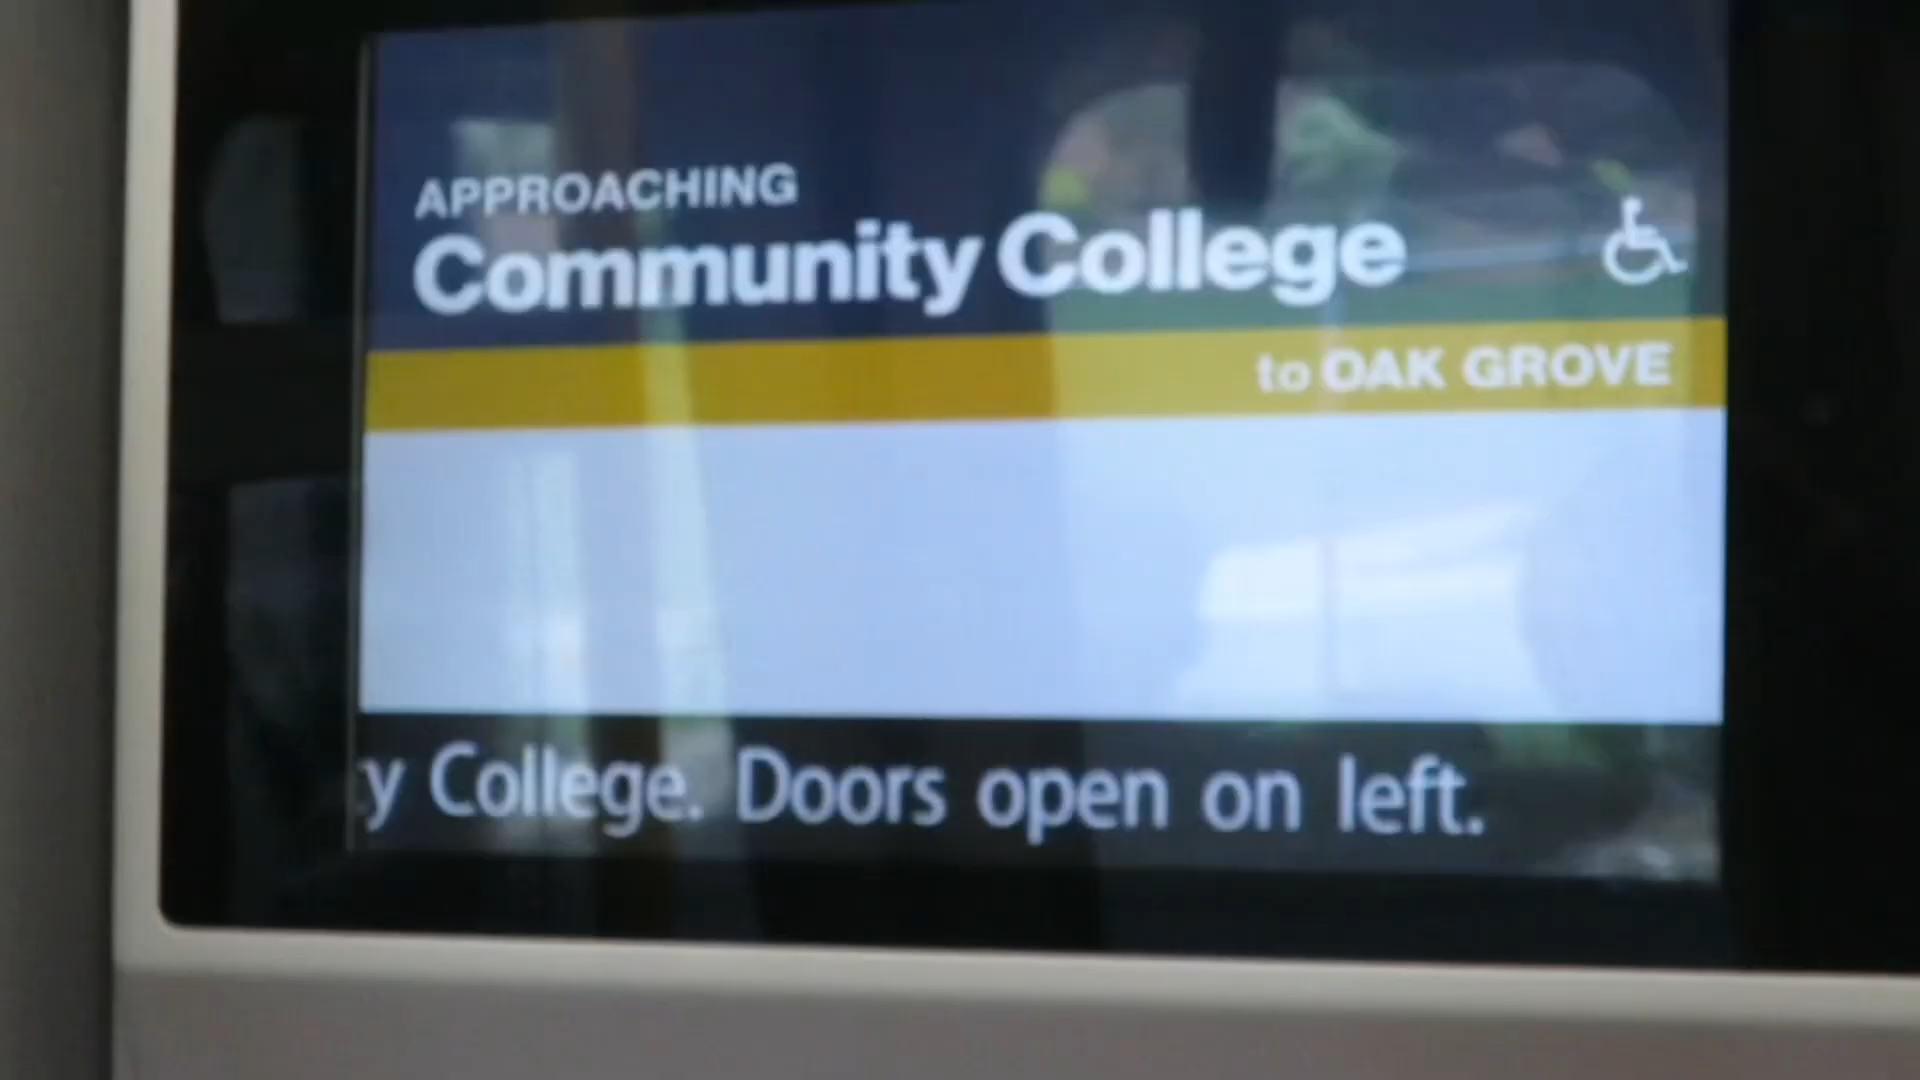 APPROACHING
Community College
to OAK GROVE
y College. Doors open on left.